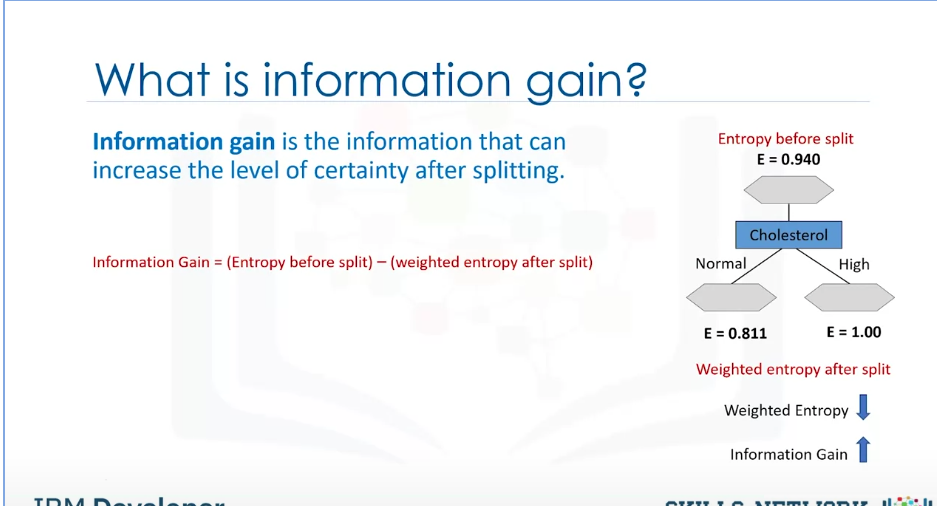 What is information gain?
Information gain is the information that can
increase the level of certainty after splitting.
Information Gain = (Entropy before split) – (weighted entropy after split)
Entropy before split
E = 0.940
Cholesterol
Normal
High
E = 0.811
E = 1.00
Weighted entropy after split
Weighted Entropy
Information Gain
IBM Developer
SKILLS NETWORK